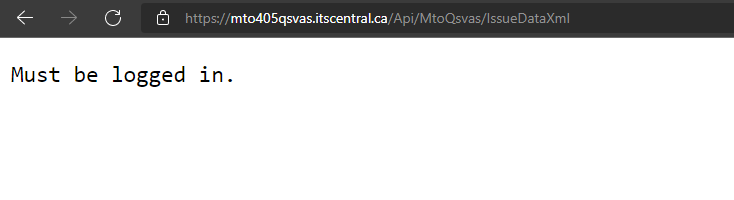 https://mto405qsvas.itscentral.ca/Api/MtoQsvas/IssueDataXml
Must be logged in.